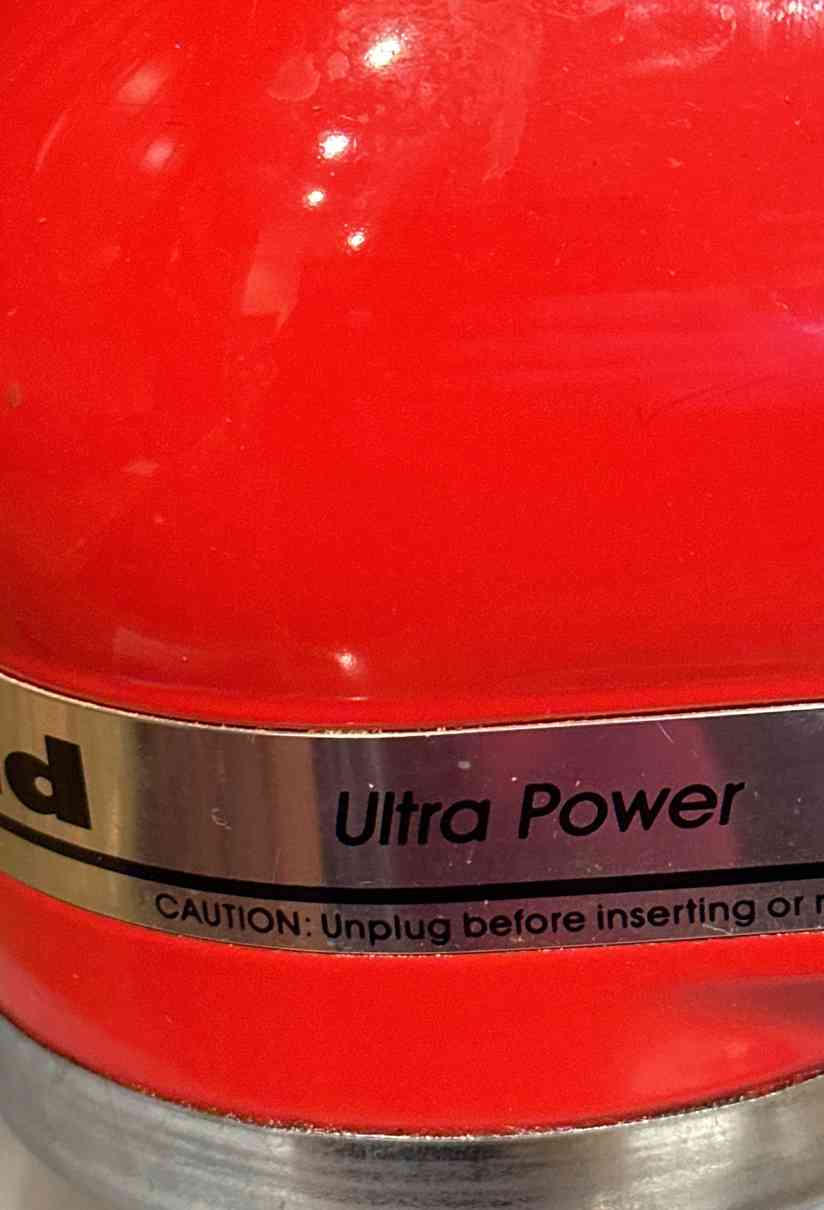 d
Ultra Power
CAUTION: Unplug before inserting or